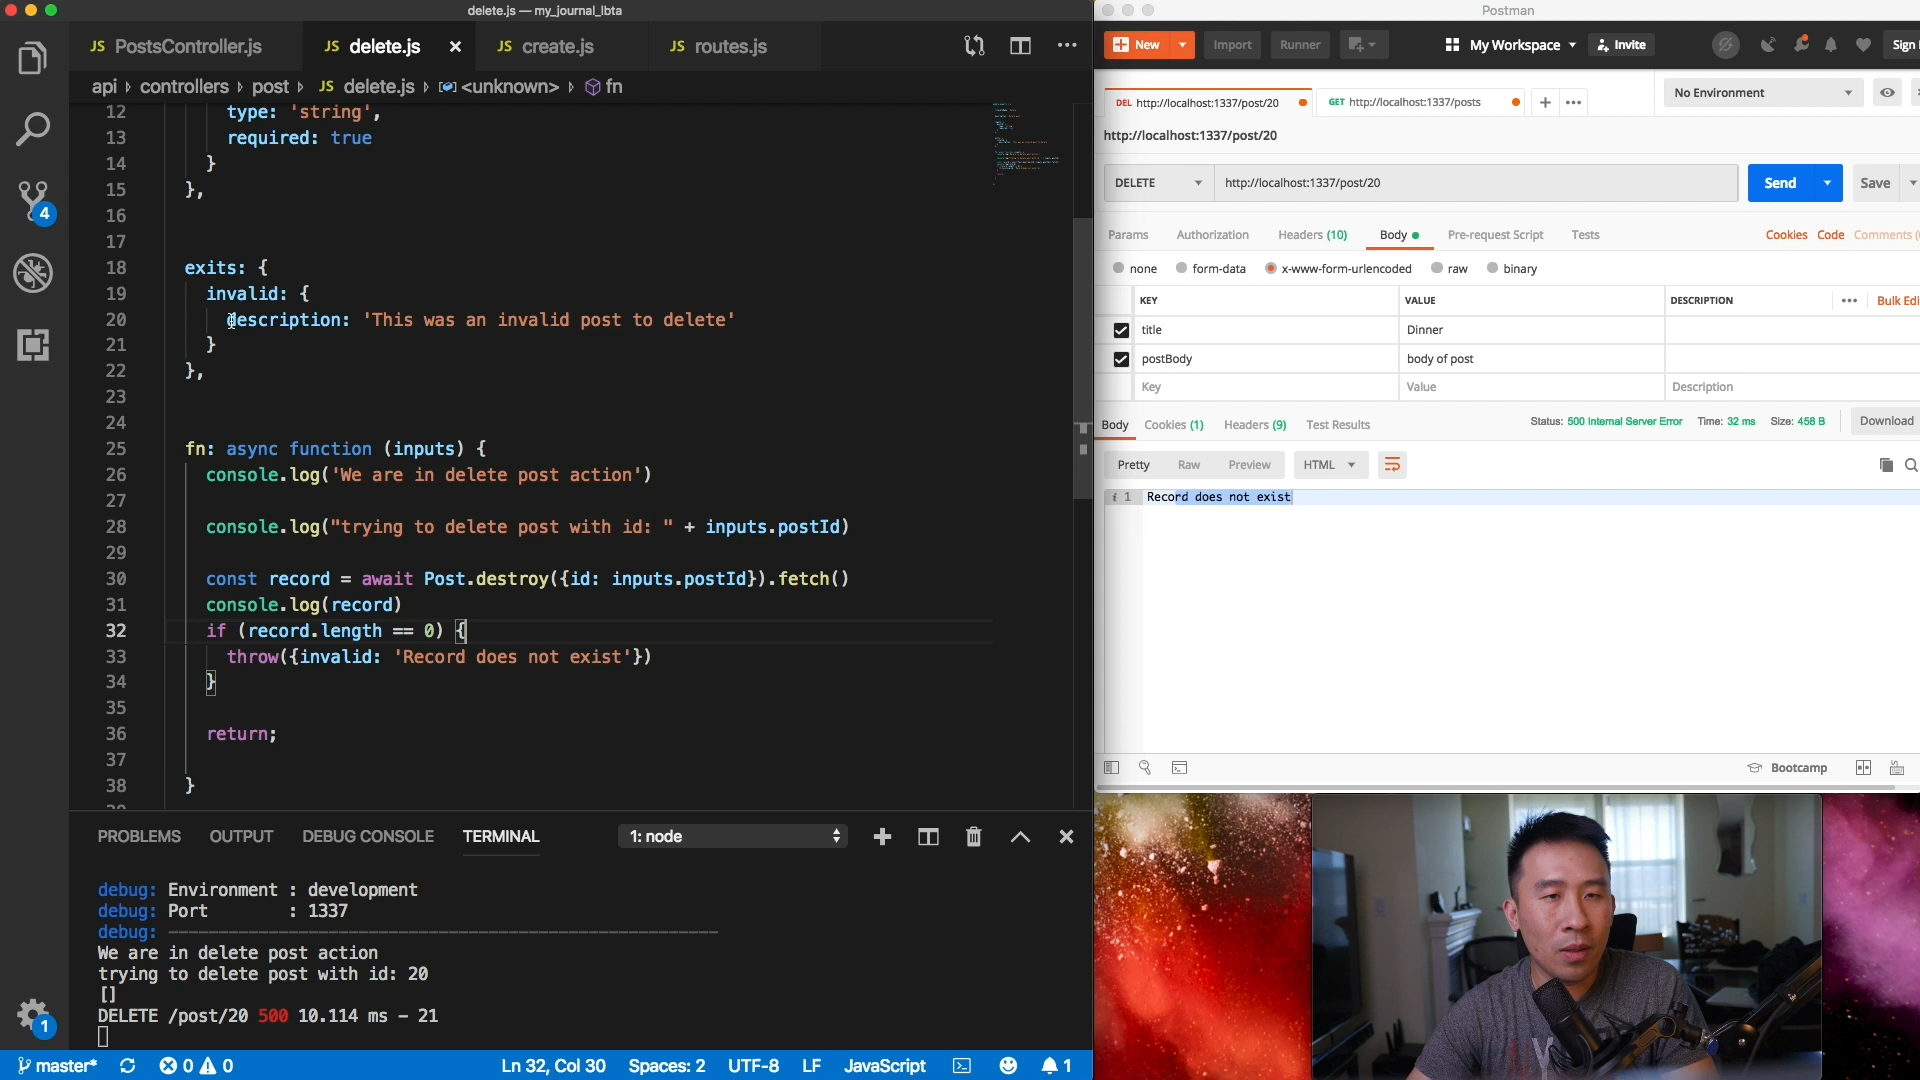 delete.js — my_journal_lbta
JS PostsController.js
JS delete.js ×
JS create.js
JS routes.js
api › controllers › post › JS delete.js › <unknown> › fn
12 type: 'string',
13 required: true
14 }
15 },
16
17
18 exits: {
19 invalid: {
20 description: 'This was an invalid post to delete'
21 }
22 },
23
24
25 fn: async function (inputs) {
26 console.log('We are in delete post action')
27
28 console.log("trying to delete post with id: " + inputs.postId)
29
30 const record = await Post.destroy({id: inputs.postId}).fetch()
31 console.log(record)
32 if (record.length == 0) {
33 throw({invalid: 'Record does not exist'})
34 }
35
36 return;
37
38 }
4
1
PROBLEMS OUTPUT DEBUG CONSOLE TERMINAL 1: node
debug: Environment : development
debug: Port : 1337
debug: ———
We are in delete post action
trying to delete post with id: 20
[]
DELETE /post/20 500 10.114 ms - 21
master* 0 0 Ln 32, Col 30 Spaces: 2 UTF-8 LF JavaScript 1
Postman
New Import Runner My Workspace Invite Sign
DEL http://localhost:1337/post/20
GET http://localhost:1337/posts
No Environment
http://localhost:1337/post/20
DELETE http://localhost:1337/post/20 Send Save
Params Authorization Headers (10) Body Pre-request Script Tests Cookies Code Comments (
none form-data x-www-form-urlencoded raw binary
KEY VALUE DESCRIPTION Bulk Edi
title Dinner
postBody body of post
Key Value Description
Body Cookies (1) Headers (9) Test Results Status: 500 Internal Server Error Time: 32 ms Size: 458 B Download
Pretty Raw Preview HTML
i 1 Record does not exist
Bootcamp